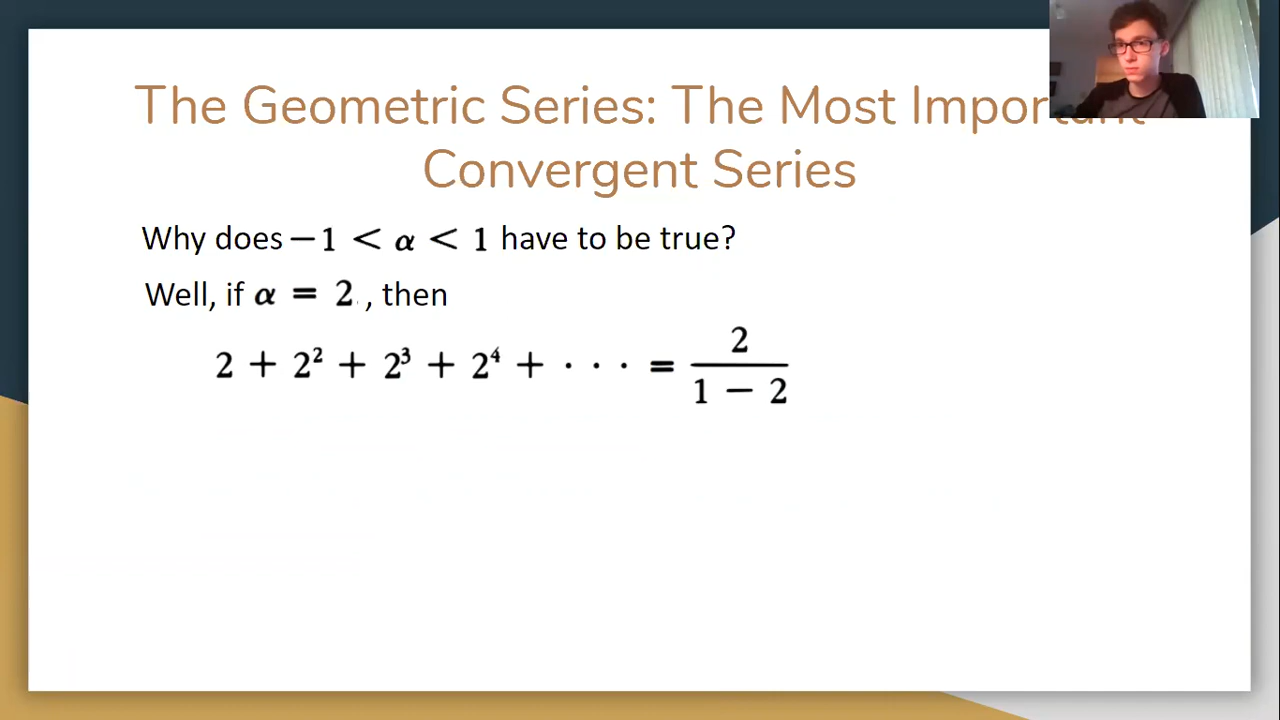 The Geometric Series: The Most Important
Convergent Series
Why does −1 < α < 1 have to be true?
Well, if α = 2 , then
2 + 2² + 2³ + 2⁴ + · · · = 2 / (1 − 2)